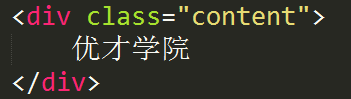 <div class="content">
    优才学院
</div>